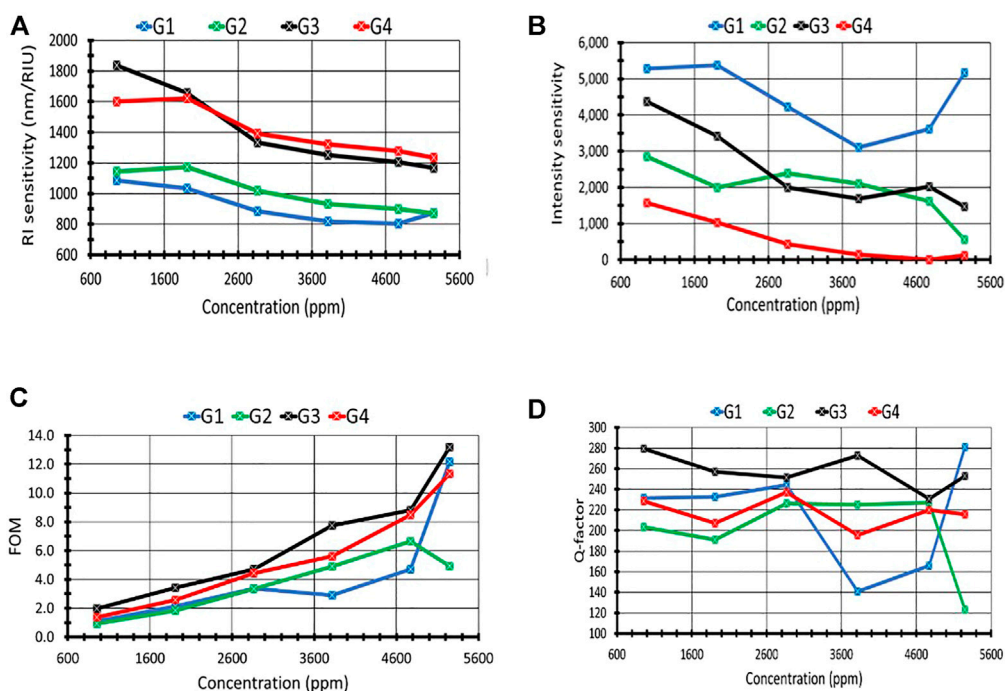 A
G1 G2 G3 G4
RI sensitivity (nm/RIU)
2000
1800
1600
1400
1200
1000
800
600
600 1600 2600 3600 4600 5600
Concentration (ppm)
B
G1 G2 G3 G4
Intensity sensitivity
6,000
5,000
4,000
3,000
2,000
1,000
0
600 1600 2600 3600 4600 5600
Concentration (ppm)
C
G1 G2 G3 G4
FOM
14.0
12.0
10.0
8.0
6.0
4.0
2.0
0.0
600 1600 2600 3600 4600 5600
Concentration (ppm)
D
G1 G2 G3 G4
Q-factor
300
280
260
240
220
200
180
160
140
120
100
600 1600 2600 3600 4600 5600
Concentration (ppm)